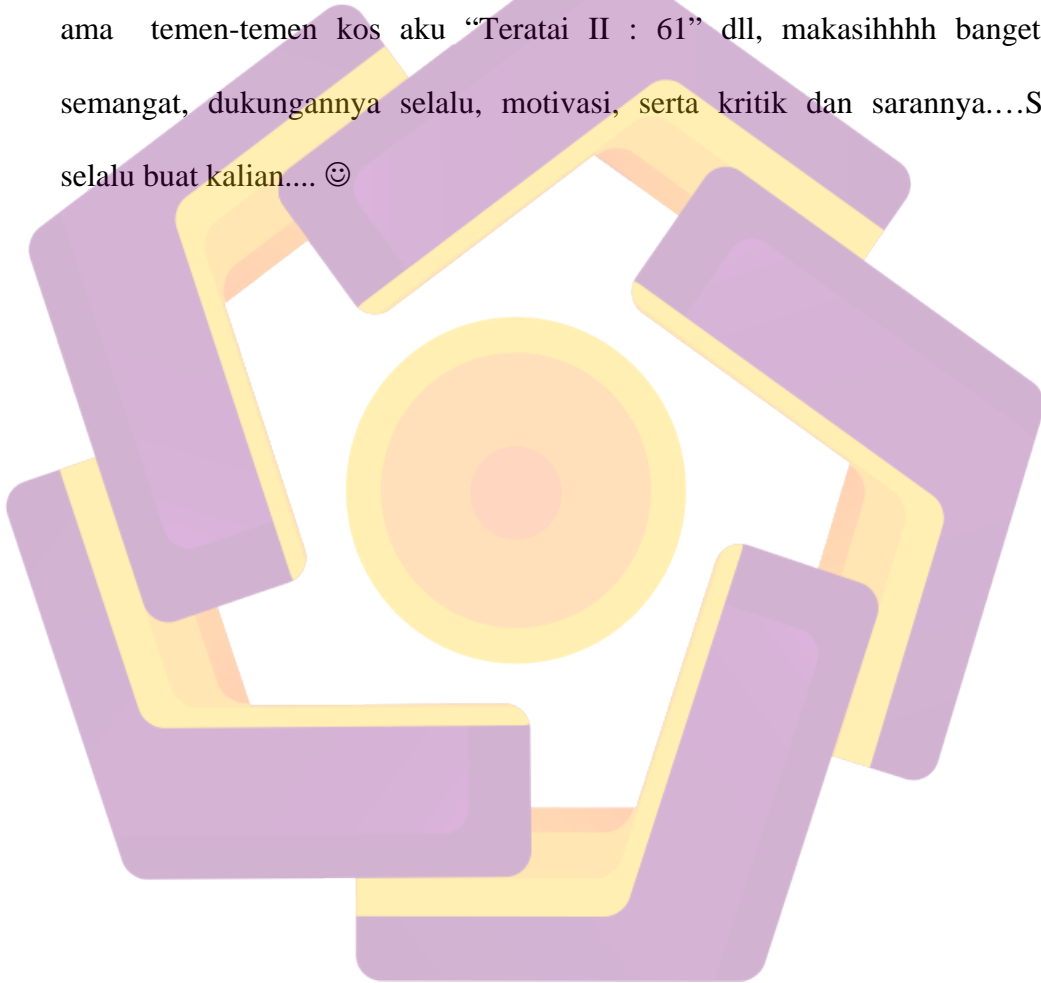 ama temen-temen kos aku “Teratai II : 61” dll, makasihhhh banget
semangat, dukungannya selalu, motivasi, serta kritik dan sarannya.…S
selalu buat kalian.... ☺